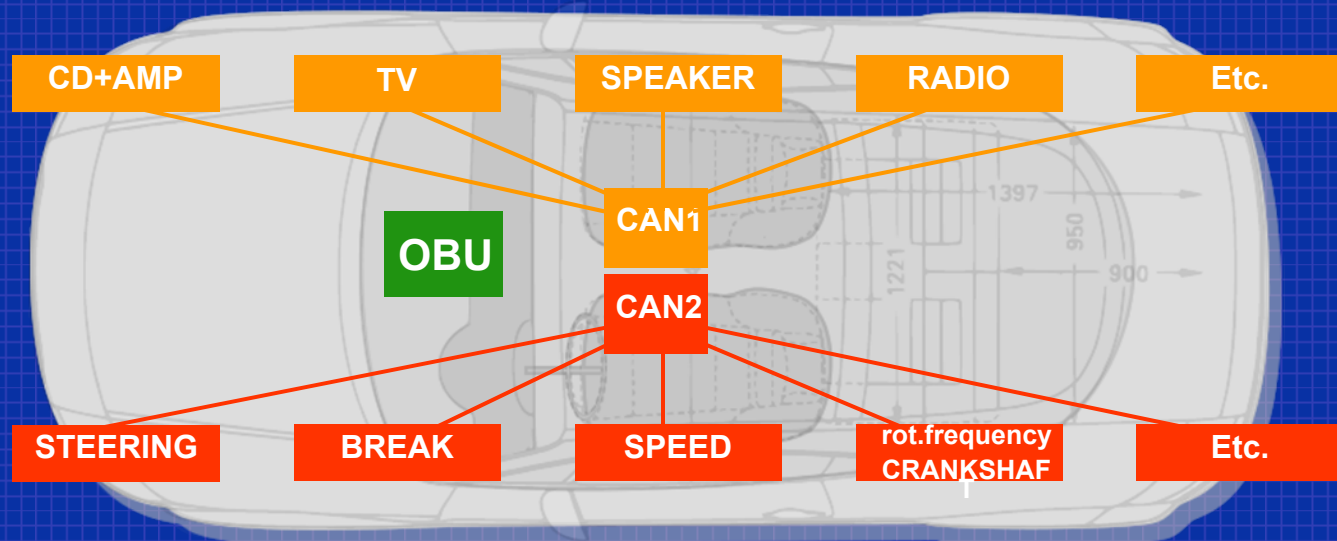 CD+AMP
TV
SPEAKER
RADIO
Etc.
CAN1
1397
950
OBU
1221
900
CAN2
STEERING
BREAK
SPEED
rot.frequency
CRANKSHAF
T
Etc.